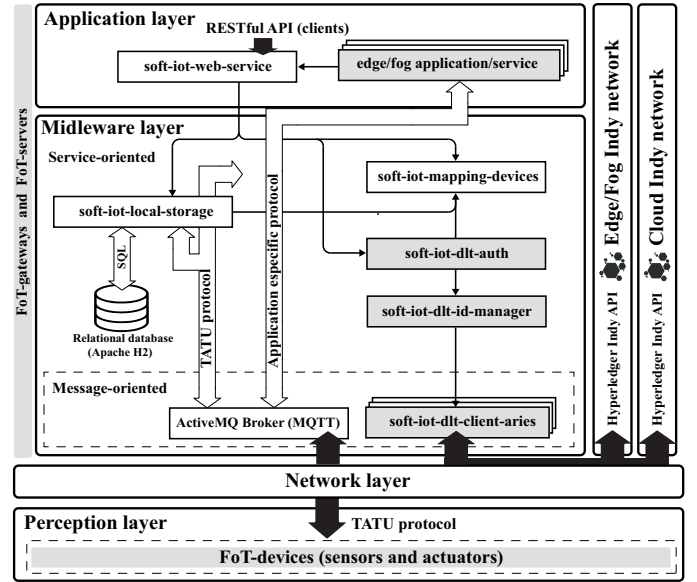 Application layer
RESTful API (clients)
soft-iot-web-service
edge/fog application/service
Midleware layer
Service-oriented
soft-iot-mapping-devices
soft-iot-local-storage
soft-iot-dlt-auth
SQL
soft-iot-dlt-id-manager
Relational database
(Apache H2)
TATU protocol
Application especific protocol
Message-oriented
ActiveMQ Broker (MQTT)
soft-iot-dlt-client-aries
FoT-gateways and FoT-servers
Edge/Fog Indy network
Hyperledger Indy API
Cloud Indy network
Hyperledger Indy API
Network layer
Perception layer
TATU protocol
FoT-devices (sensors and actuators)